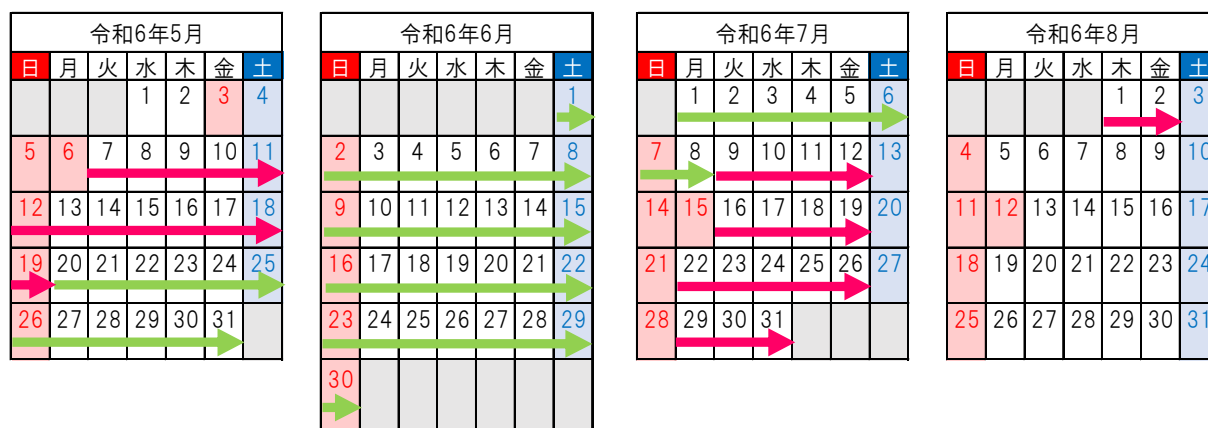 令和6年5月
日 月 火 水 木 金 土
1 2 3 4
5 6 7 8 9 10 11
12 13 14 15 16 17 18
19 20 21 22 23 24 25
26 27 28 29 30 31
令和6年6月
日 月 火 水 木 金 土
1
2 3 4 5 6 7 8
9 10 11 12 13 14 15
16 17 18 19 20 21 22
23 24 25 26 27 28 29
30
令和6年7月
日 月 火 水 木 金 土
1 2 3 4 5 6
7 8 9 10 11 12 13
14 15 16 17 18 19 20
21 22 23 24 25 26 27
28 29 30 31
令和6年8月
日 月 火 水 木 金 土
1 2 3
4 5 6 7 8 9 10
11 12 13 14 15 16 17
18 19 20 21 22 23 24
25 26 27 28 29 30 31